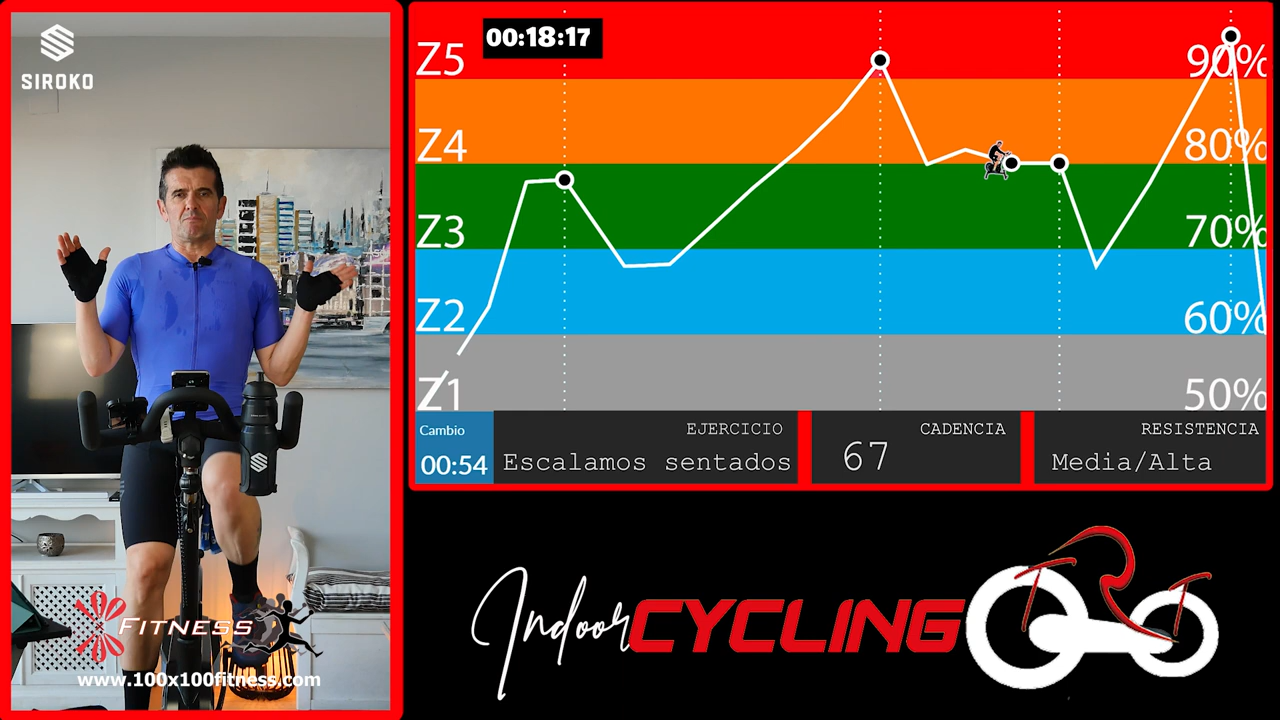 SIROKO
FITNESS
www.100x100fitness.com
00:18:17
Z5
90%
Z4
80%
Z3
70%
Z2
60%
Z1
50%
Cambio
00:54
EJERCICIO
Escalamos sentados
CADENCIA
67
RESISTENCIA
Media/Alta
Indoor CYCLING
TRT